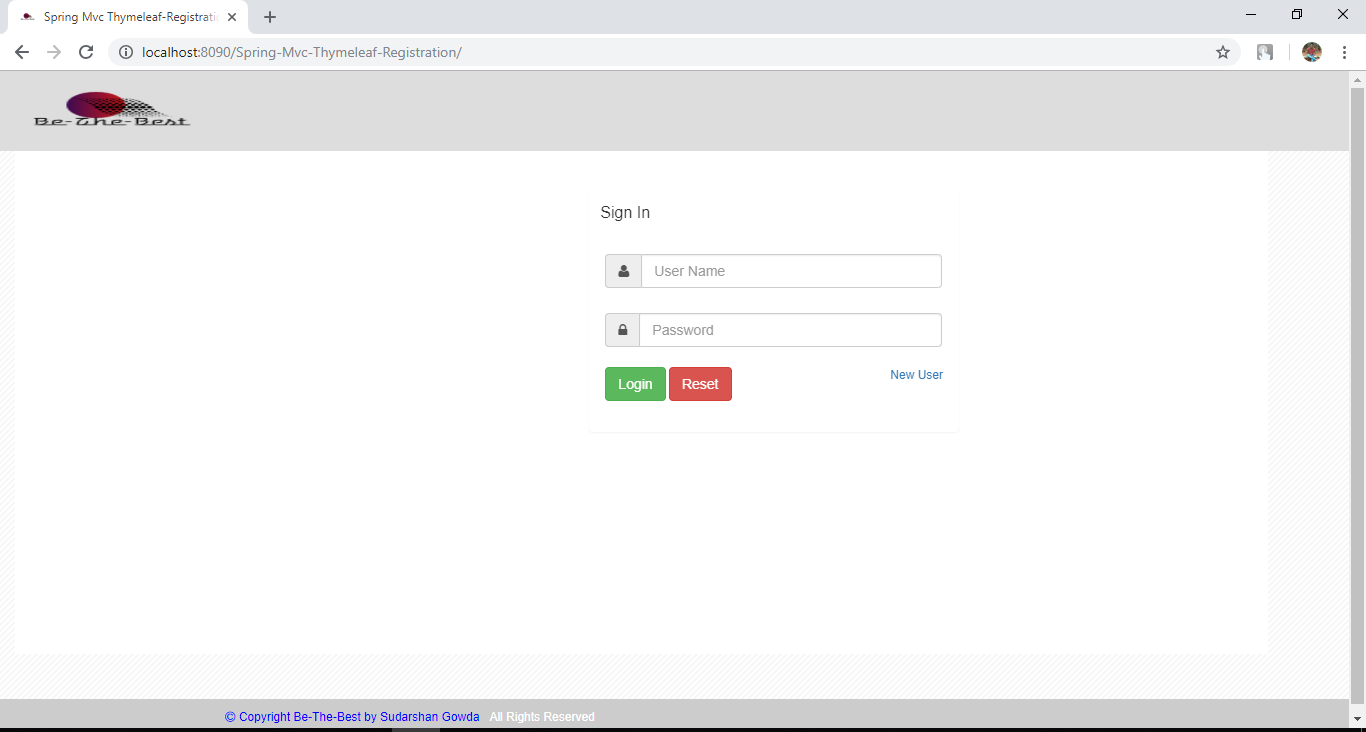 Spring Mvc Thymeleaf-Registrati
localhost:8090/Spring-Mvc-Thymeleaf-Registration/
Be-The-Best
Sign In
User Name
Password
Login Reset New User
© Copyright Be-The-Best by Sudarshan Gowda All Rights Reserved